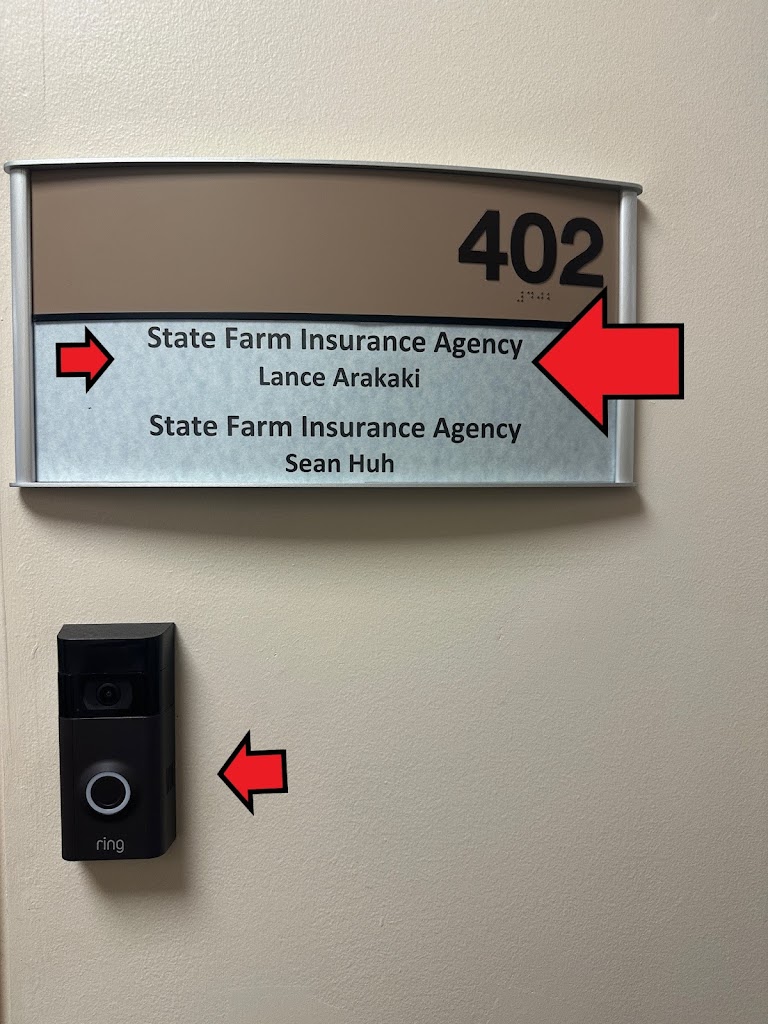 402
State Farm Insurance Agency
Lance Arakaki
State Farm Insurance Agency
Sean Huh
ring